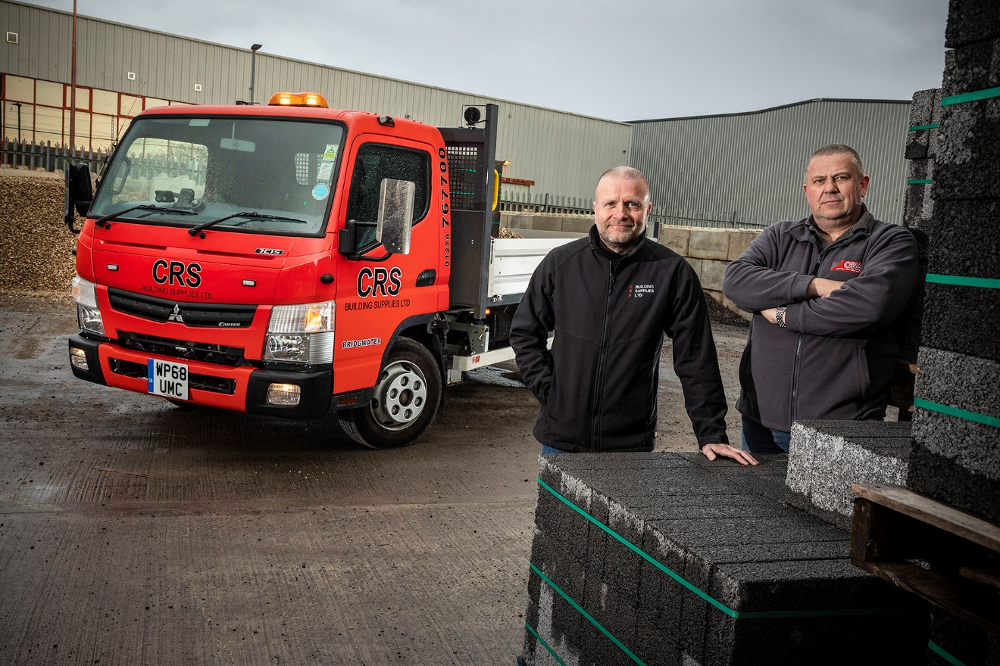 7C15
CRS
BUILDING SUPPLIES LTD
CANTER
WP68
UMC
01278 767700
CRS
BUILDING SUPPLIES LTD
BRIDGWATER
CRS
BUILDING
SUPPLIES
LTD
CRS